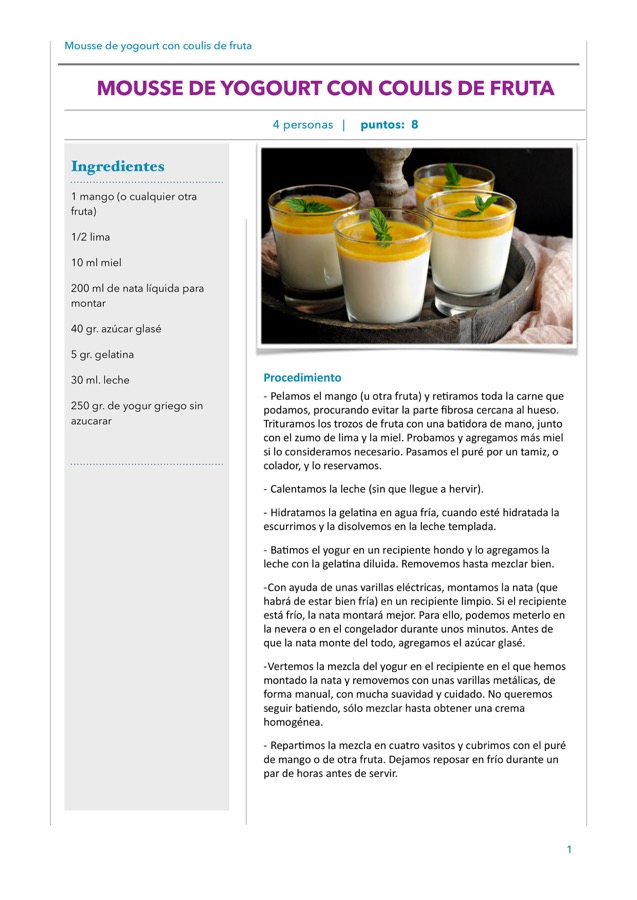 Mousse de yogourt con coulis de fruta
MOUSSE DE YOGOURT CON COULIS DE FRUTA
4 personas | puntos: 8
Ingredientes
1 mango (o cualquier otra
fruta)
1/2 lima
10 ml miel
200 ml de nata líquida para
montar
40 gr. azúcar glasé
5 gr. gelatina
30 ml. leche
250 gr. de yogur griego sin
azucarar
Procedimiento
- Pelamos el mango (u otra fruta) y retiramos toda la carne que
podamos, procurando evitar la parte fibrosa cercana al hueso.
Trituramos los trozos de fruta con una batidora de mano, junto
con el zumo de lima y la miel. Probamos y agregamos más miel
si lo consideramos necesario. Pasamos el puré por un tamiz, o
colador, y lo reservamos.
- Calentamos la leche (sin que llegue a hervir).
- Hidratamos la gelatina en agua fría, cuando esté hidratada la
escurrimos y la disolvemos en la leche templada.
- Batimos el yogur en un recipiente hondo y lo agregamos la
leche con la gelatina diluida. Removemos hasta mezclar bien.
-Con ayuda de unas varillas eléctricas, montamos la nata (que
habrá de estar bien fría) en un recipiente limpio. Si el recipiente
está frío, la nata montará mejor. Para ello, podemos meterlo en
la nevera o en el congelador durante unos minutos. Antes de
que la nata monte del todo, agregamos el azúcar glasé.
-Vertemos la mezcla del yogur en el recipiente en el que hemos
montado la nata y removemos con unas varillas metálicas, de
forma manual, con mucha suavidad y cuidado. No queremos
seguir batiendo, sólo mezclar hasta obtener una crema
homogénea.
- Repartimos la mezcla en cuatro vasitos y cubrimos con el puré
de mango o de otra fruta. Dejamos reposar en frío durante un
par de horas antes de servir.
1